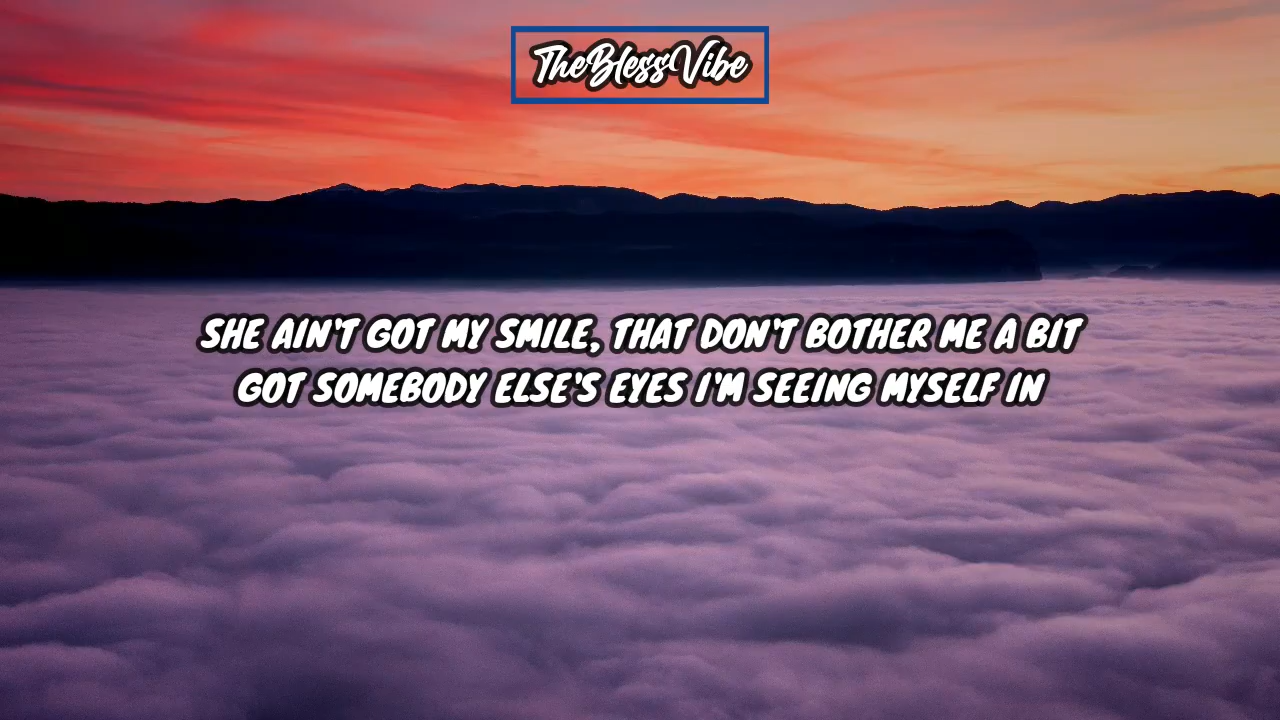 TheBlessVibe
SHE AIN'T GOT MY SMILE, THAT DON'T BOTHER ME A BIT
GOT SOMEBODY ELSE'S EYES I'M SEEING MYSELF IN